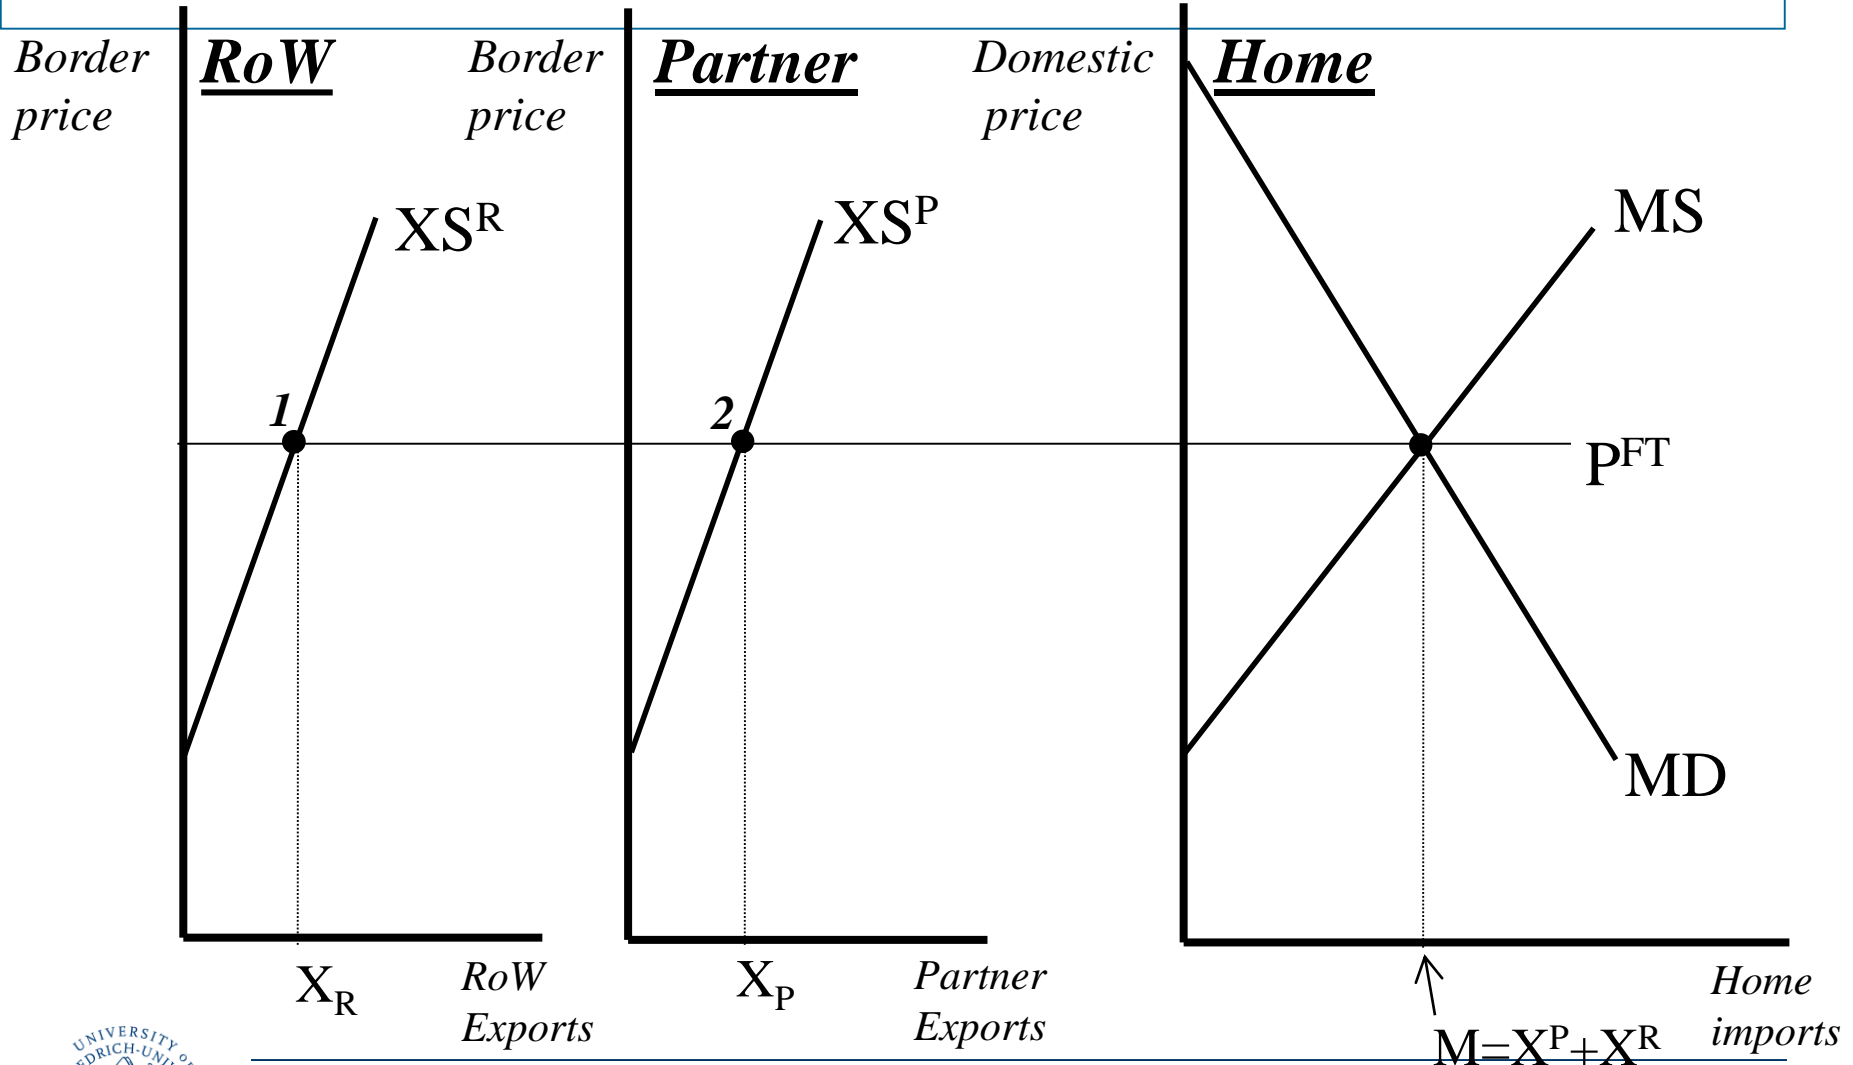 Border
price
RoW
Border
price
Partner
Domestic
price
Home
XSR
XSP
MS
1
2
PFT
MD
XR
RoW
Exports
XP
Partner
Exports
Home
imports
M=XP+XR
UNIVERSITY